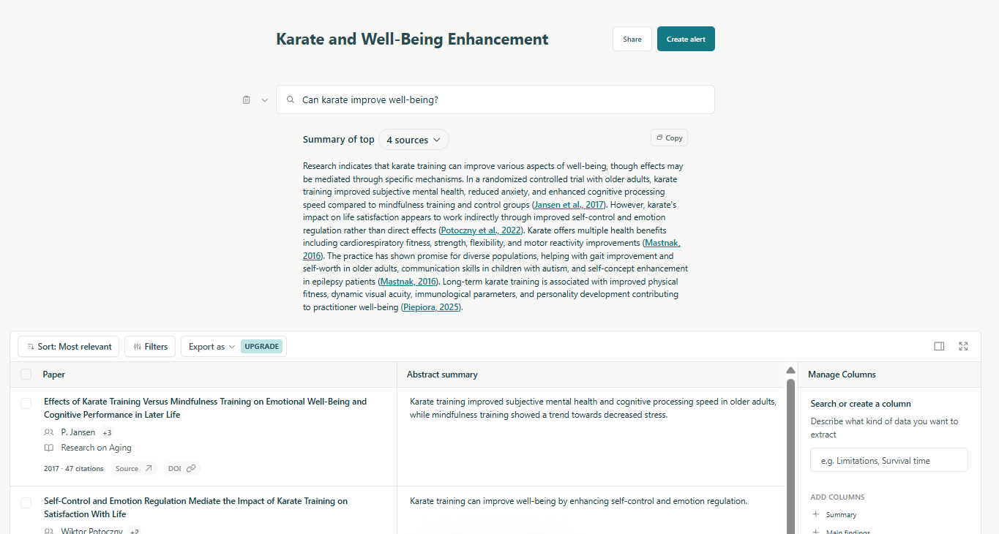 Karate and Well-Being Enhancement
Share
Create alert
Can karate improve well-being?
Summary of top
4 sources
Copy
Research indicates that karate training can improve various aspects of well-being, though effects may
be mediated through specific mechanisms. In a randomized controlled trial with older adults, karate
training improved subjective mental health, reduced anxiety, and enhanced cognitive processing
speed compared to mindfulness training and control groups (Jansen et al., 2017). However, karate's
impact on life satisfaction appears to work indirectly through improved self-control and emotion
regulation rather than direct effects (Potoczny et al., 2022). Karate offers multiple health benefits
including cardiorespiratory fitness, strength, flexibility, and motor reactivity improvements (Mastnak,
2016). The practice has shown promise for diverse populations, helping with gait improvement and
self-worth in older adults, communication skills in children with autism, and self-concept enhancement
in epilepsy patients (Mastnak, 2016). Long-term karate training is associated with improved physical
fitness, dynamic visual acuity, immunological parameters, and personality development contributing
to practitioner well-being (Piepiora, 2025).
Sort: Most relevant
Filters
Export as
UPGRADE
Paper
Abstract summary
Manage Columns
Effects of Karate Training Versus Mindfulness Training on Emotional Well-Being and
Cognitive Performance in Later Life
P. Jansen +3
Research on Aging
2017 · 47 citations
Source
DOI
Karate training improved subjective mental health and cognitive processing speed in older adults,
while mindfulness training showed a trend towards decreased stress.
Search or create a column
Describe what kind of data you want to
extract
e.g. Limitations, Survival time
ADD COLUMNS
Summary
Main findings
Self-Control and Emotion Regulation Mediate the Impact of Karate Training on
Satisfaction With Life
Wiktor Potoczny +2
Karate training can improve well-being by enhancing self-control and emotion regulation.